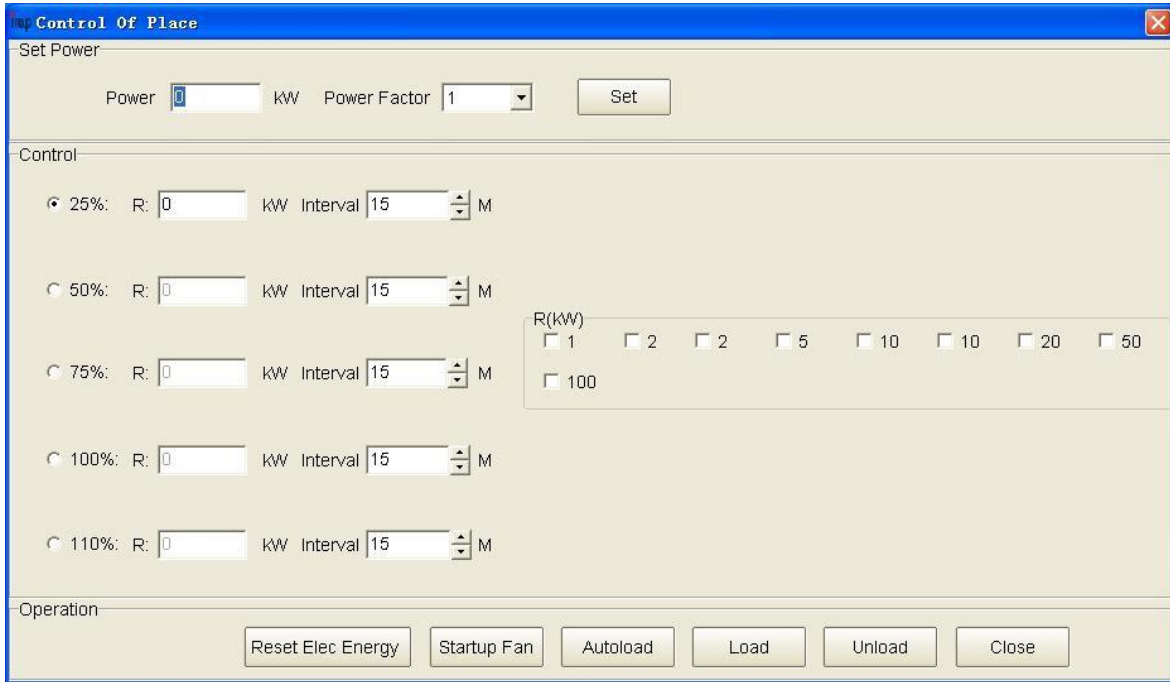 imp Control Of Place
Set Power
Power 0 kW Power Factor 1 Set
Control
25%: R: 0 kW Interval 15 M
50%: R: 0 kW Interval 15 M
R(kW)
1 2 2 5 10 10 20 50
75%: R: 0 kW Interval 15 M
100
100%: R: 0 kW Interval 15 M
110%: R: 0 kW Interval 15 M
Operation
Reset Elec Energy Startup Fan Autoload Load Unload Close